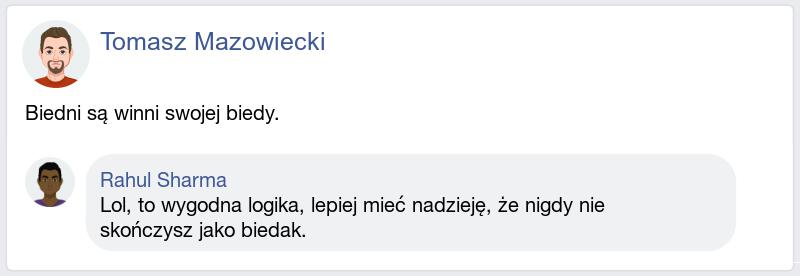 Tomasz Mazowiecki
Biedni są winni swojej biedy.
Rahul Sharma
Lol, to wygodna logika, lepiej mieć nadzieję, że nigdy nie
skończysz jako biedak.